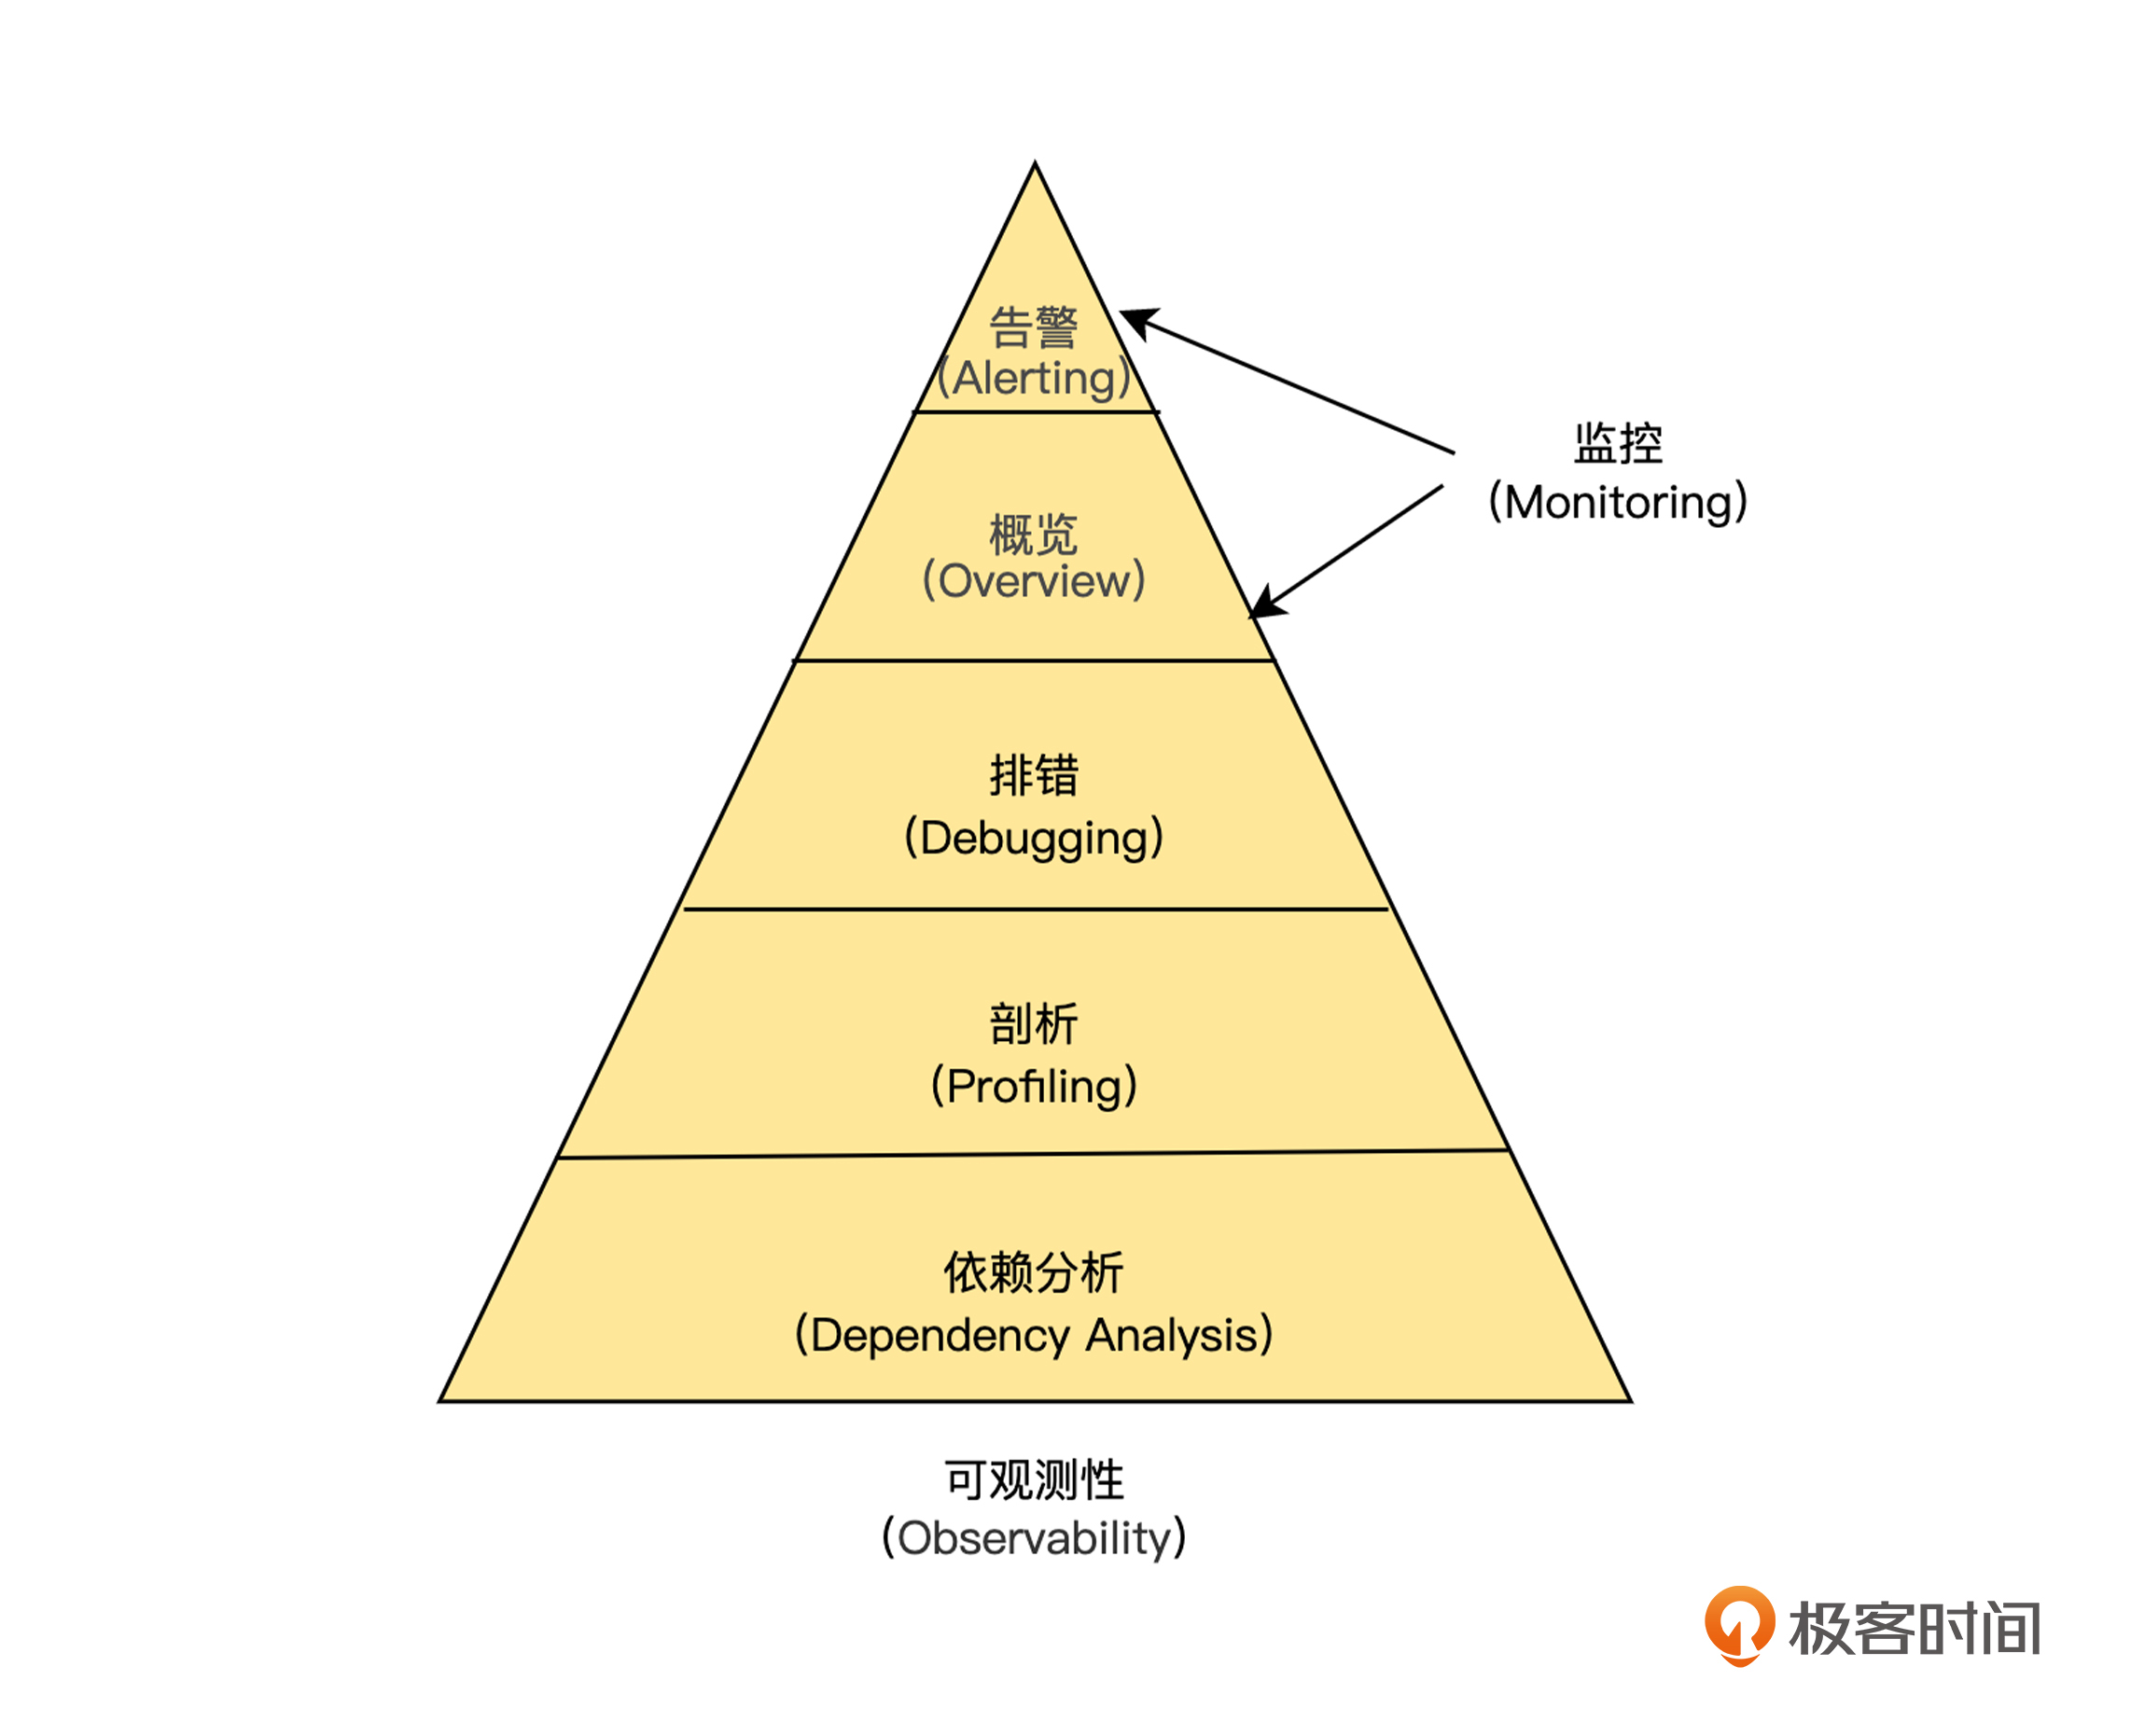 告警
(Alerting)
监控
(Monitoring)
概览
(Overview)
排错
(Debugging)
剖析
(Profiling)
依赖分析
(Dependency Analysis)
可观测性
(Observability)
极客时间